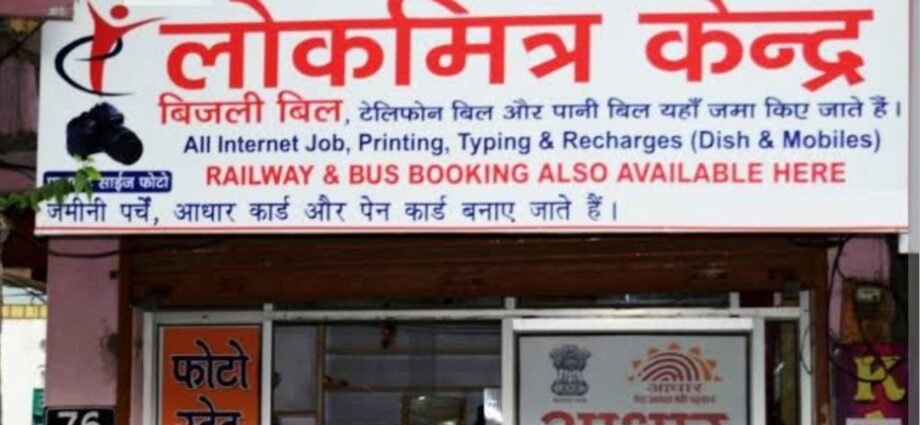 लोकमित्र केन्द्र
बिजली बिल, टेलिफोन बिल और पानी बिल यहाँ जमा किए जाते हैं।
All Internet Job, Printing, Typing & Recharges (Dish & Mobiles)
साईज फोटो
RAILWAY & BUS BOOKING ALSO AVAILABLE HERE
जमीनी पर्चे, आधार कार्ड और पेन कार्ड बनाए जाते हैं।
फोटो
आधार
आधार
76
K